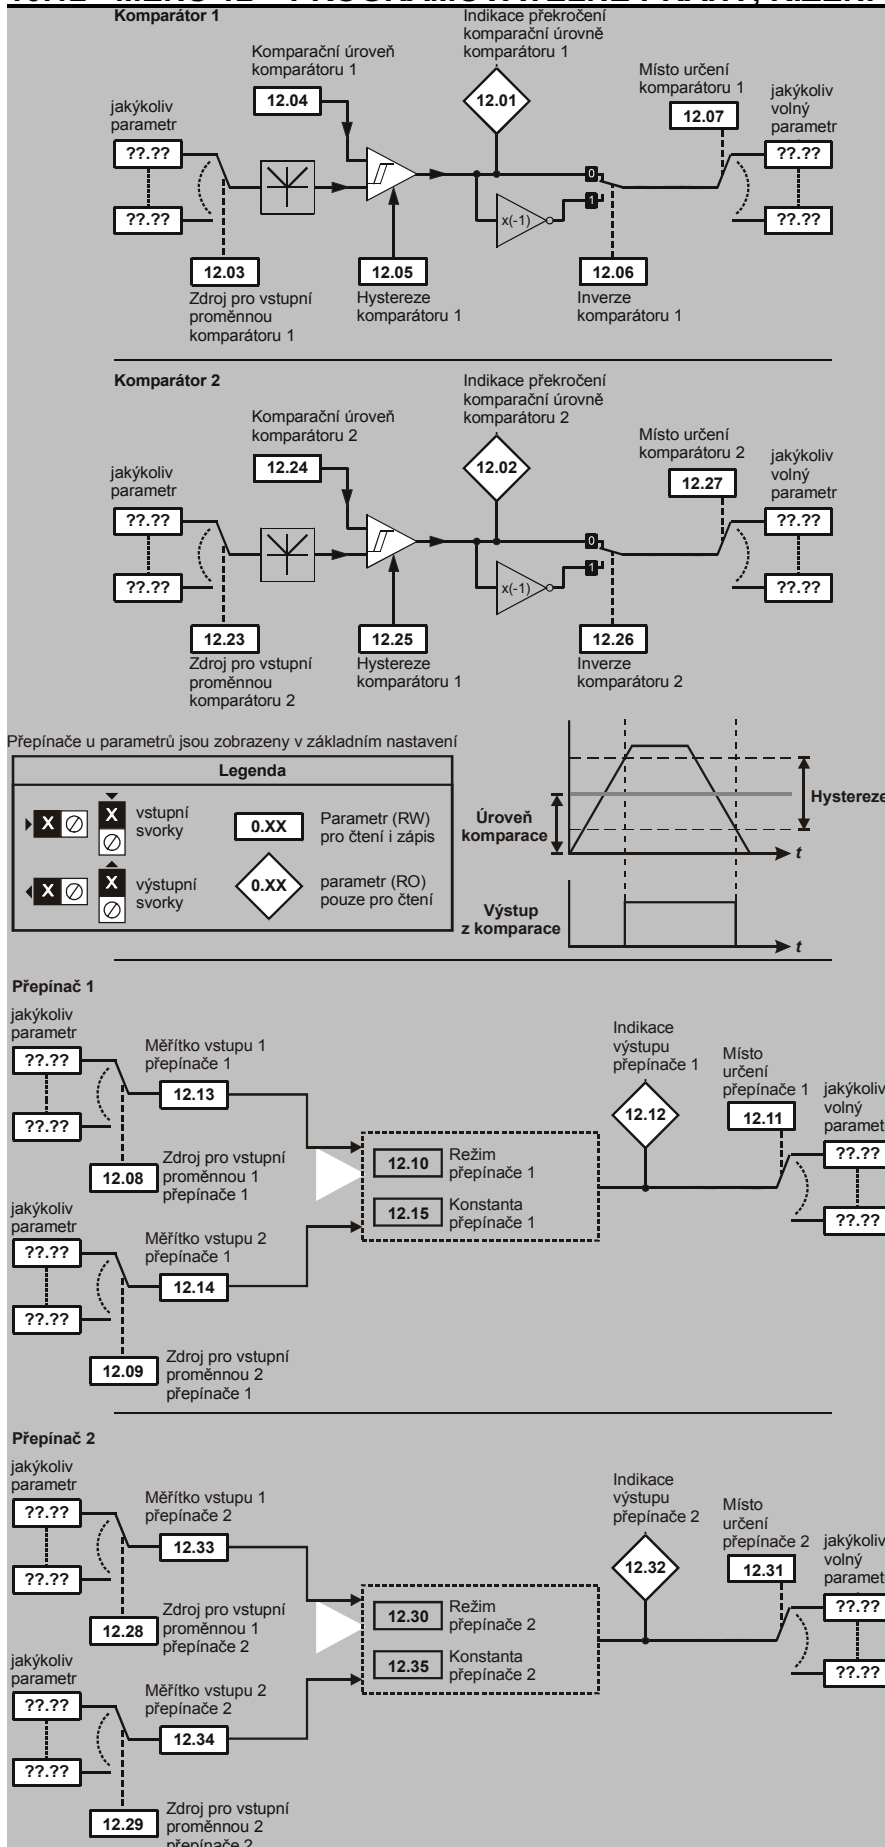 Komparátor 1
Indikace překročení
komparační úrovně
komparátoru 1
Komparační úroveň
komparátoru 1
12.04
12.01
Místo určení
komparátoru 1
12.07
jakýkoliv
parametr
jakýkoliv
volný
parametr
??.??
??.??
0
1
x(-1)
??.??
??.??
12.03
12.05
12.06
Zdroj pro vstupní
proměnnou
komparátoru 1
Hystereze
komparátoru 1
Inverze
komparátoru 1
Komparátor 2
Indikace překročení
komparační úrovně
komparátoru 2
Komparační úroveň
komparátoru 2
12.24
12.02
Místo určení
komparátoru 2
12.27
jakýkoliv
parametr
jakýkoliv
volný
parametr
??.??
??.??
0
1
x(-1)
??.??
??.??
12.23
12.25
12.26
Zdroj pro vstupní
proměnnou
komparátoru 2
Hystereze
komparátoru 1
Inverze
komparátoru 2
Přepínače u parametrů jsou zobrazeny v základním nastavení
Legenda
X
X
vstupní
svorky
0.XX
Parametr (RW)
pro čtení i zápis
X
X
výstupní
svorky
0.XX
parametr (RO)
pouze pro čtení
Úroveň
komparace
Hystereze
t
Výstup
z komparace
t
Přepínač 1
jakýkoliv
parametr
??.??
??.??
Měřítko vstupu 1
přepínače 1
12.13
12.08
Zdroj pro vstupní
proměnnou 1
přepínače 1
jakýkoliv
parametr
??.??
??.??
Měřítko vstupu 2
přepínače 1
12.14
12.09
Zdroj pro vstupní
proměnnou 2
přepínače 1
12.10
Režim
přepínače 1
12.15
Konstanta
přepínače 1
Indikace
výstupu
přepínače 1
12.12
Místo
určení
přepínače 1
12.11
jakýkoliv
volný
parametr
??.??
??.??
Přepínač 2
jakýkoliv
parametr
??.??
??.??
Měřítko vstupu 1
přepínače 2
12.33
12.28
Zdroj pro vstupní
proměnnou 1
přepínače 2
jakýkoliv
parametr
??.??
??.??
Měřítko vstupu 2
přepínače 2
12.34
12.29
Zdroj pro vstupní
proměnnou 2
přepínače 2
12.30
Režim
přepínače 2
12.35
Konstanta
přepínače 2
Indikace
výstupu
přepínače 2
12.32
Místo
určení
přepínače 2
12.31
jakýkoliv
volný
parametr
??.??
??.??